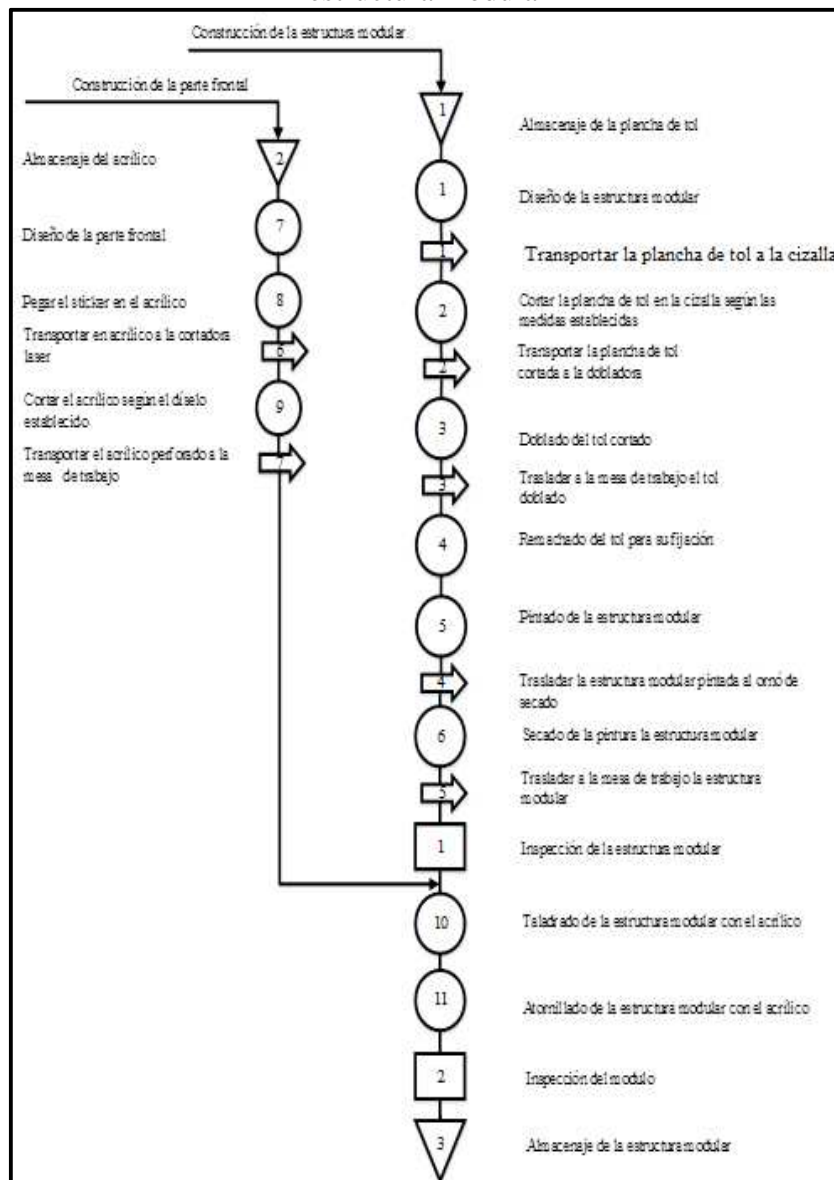 Construcción de la estructura modular
Construcción de la parte frontal
1
Almacenaje de la plancha de tol
2
Almacenaje del acrílico
1
Diseño de la estructura modular
7
Diseño de la parte frontal
1
Transportar la plancha de tol a la cizalla
8
Pegar el sticker en el acrílico
2
Cortar la plancha de tol en la cizalla según las
medidas establecidas
Transportar en acrílico a la cortadora
laser
6
2
Transportar la plancha de tol
cortada a la dobladora
9
Cortar el acrílico según el díselo
establecido
3
Doblado del tol cortado
Transportar el acrílico perforado a la
mesa de trabajo
7
3
Trasladar a la mesa de trabajo el tol
doblado
4
Remachado del tol para su fijación
5
Pintado de la estructura modular
4
Trasladar la estructura modular pintada al ornó de
secado
6
Secado de la pintura la estructura modular
5
Trasladar a la mesa de trabajo la estructura
modular
1
Inspección de la estructura modular
10
Taladrado de la estructura modular con el acrílico
11
Atornillado de la estructura modular con el acrílico
2
Inspección del modulo
3
Almacenaje de la estructura modular